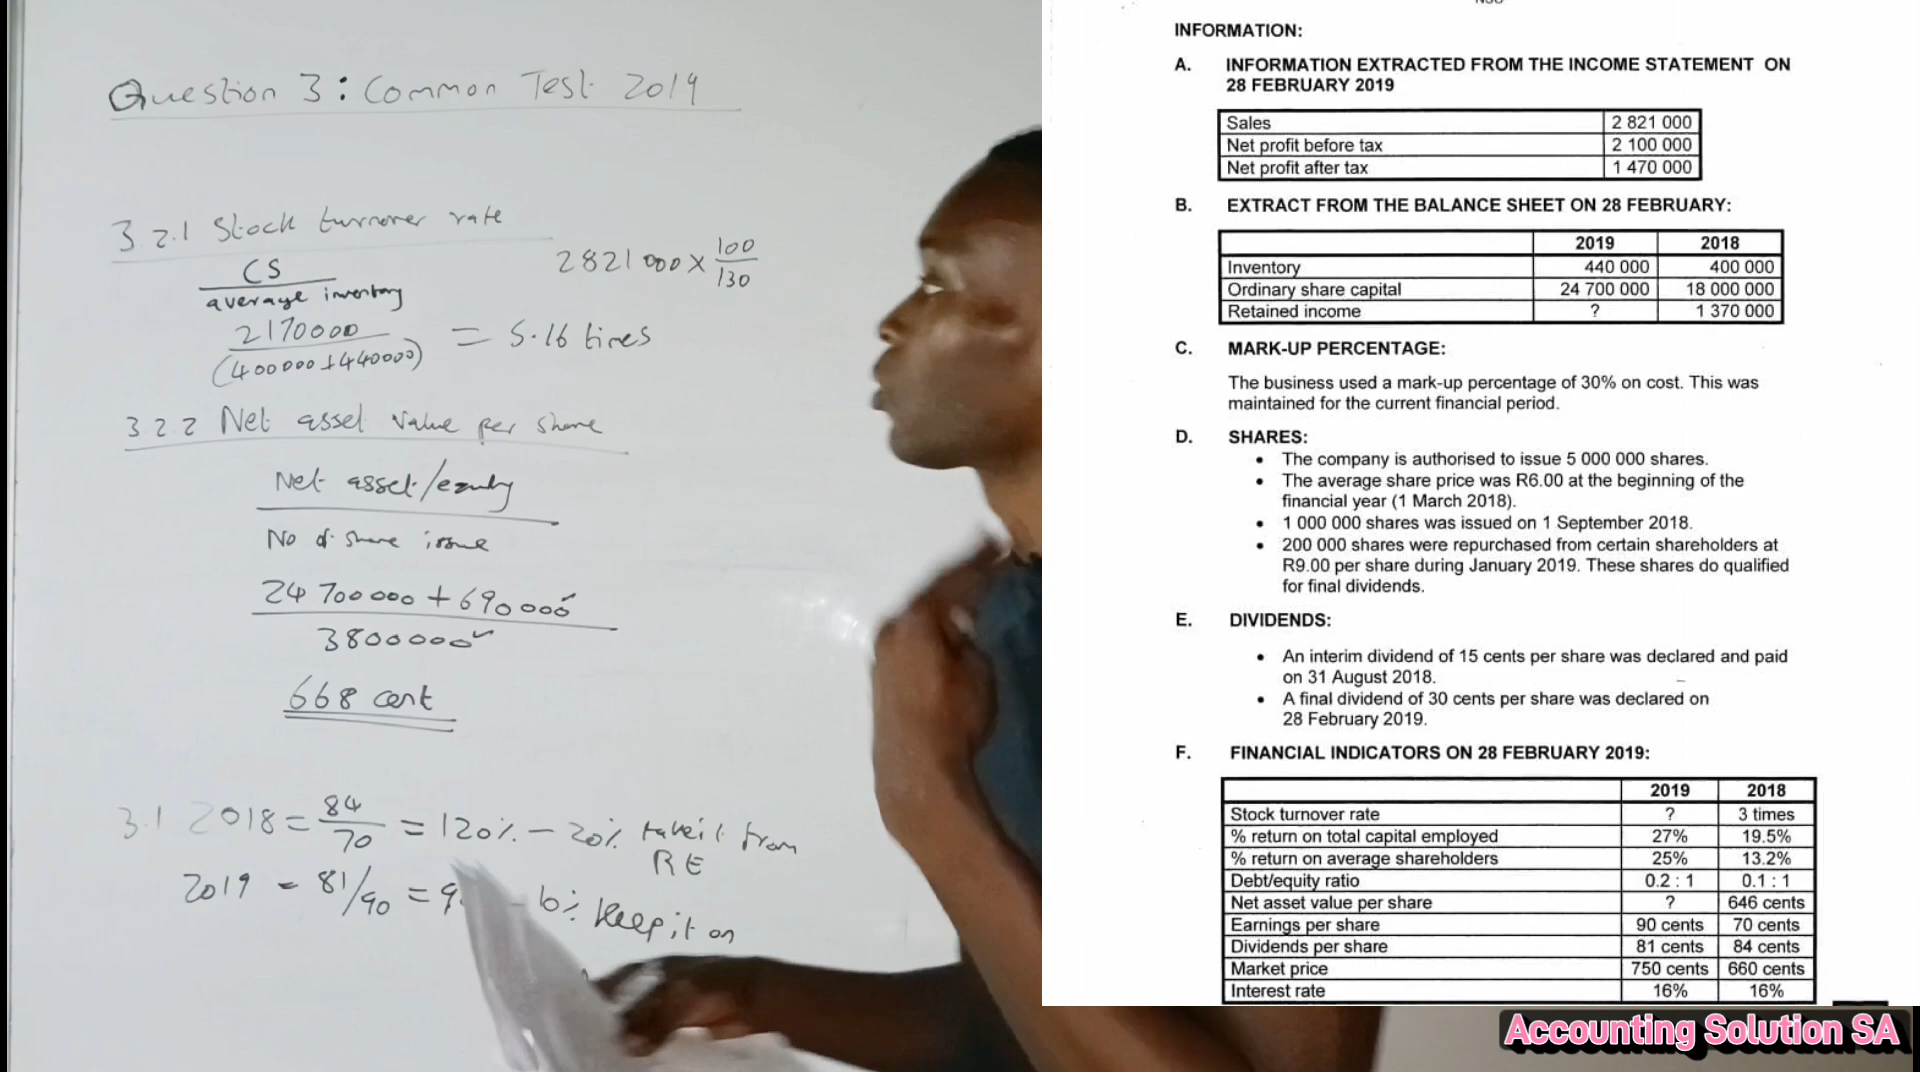 Question 3: Common Test 2019
3.2.1 Stock turnover rate
CS
average inventory
2821 000 × 100
130
2170000
(400000+440000)
= 5.16 times
3.2.2 Net asset value per share
Net asset/equity
No of share issue
24 700000 + 690000
3800000
668 cent
3.1 2018 = 84
70
= 120% - 20% take it from
RE
2019 - 81/90 = 9
keep it on
INFORMATION:
A. INFORMATION EXTRACTED FROM THE INCOME STATEMENT ON
28 FEBRUARY 2019
Sales 2 821 000
Net profit before tax 2 100 000
Net profit after tax 1 470 000
B. EXTRACT FROM THE BALANCE SHEET ON 28 FEBRUARY:
2019 2018
Inventory 440 000 400 000
Ordinary share capital 24 700 000 18 000 000
Retained income ? 1 370 000
C. MARK-UP PERCENTAGE:
The business used a mark-up percentage of 30% on cost. This was
maintained for the current financial period.
D. SHARES:
• The company is authorised to issue 5 000 000 shares.
• The average share price was R6.00 at the beginning of the
financial year (1 March 2018).
• 1 000 000 shares was issued on 1 September 2018.
• 200 000 shares were repurchased from certain shareholders at
R9.00 per share during January 2019. These shares do qualified
for final dividends.
E. DIVIDENDS:
• An interim dividend of 15 cents per share was declared and paid
on 31 August 2018.
• A final dividend of 30 cents per share was declared on
28 February 2019.
F. FINANCIAL INDICATORS ON 28 FEBRUARY 2019:
2019 2018
Stock turnover rate ? 3 times
% return on total capital employed 27% 19.5%
% return on average shareholders 25% 13.2%
Debt/equity ratio 0.2 : 1 0.1 : 1
Net asset value per share ? 646 cents
Earnings per share 90 cents 70 cents
Dividends per share 81 cents 84 cents
Market price 750 cents 660 cents
Interest rate 16% 16%
Accounting Solution SA